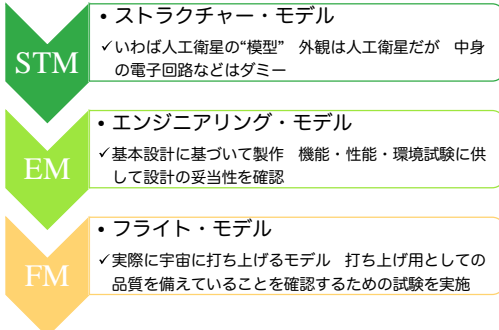 STM
• ストラクチャー・モデル
✓いわば人工衛星の“模型” 外観は人工衛星だが 中身
の電子回路などはダミー
EM
• エンジニアリング・モデル
✓基本設計に基づいて製作 機能・性能・環境試験に供
して設計の妥当性を確認
FM
• フライト・モデル
✓実際に宇宙に打ち上げるモデル 打ち上げ用としての
品質を備えていることを確認するための試験を実施